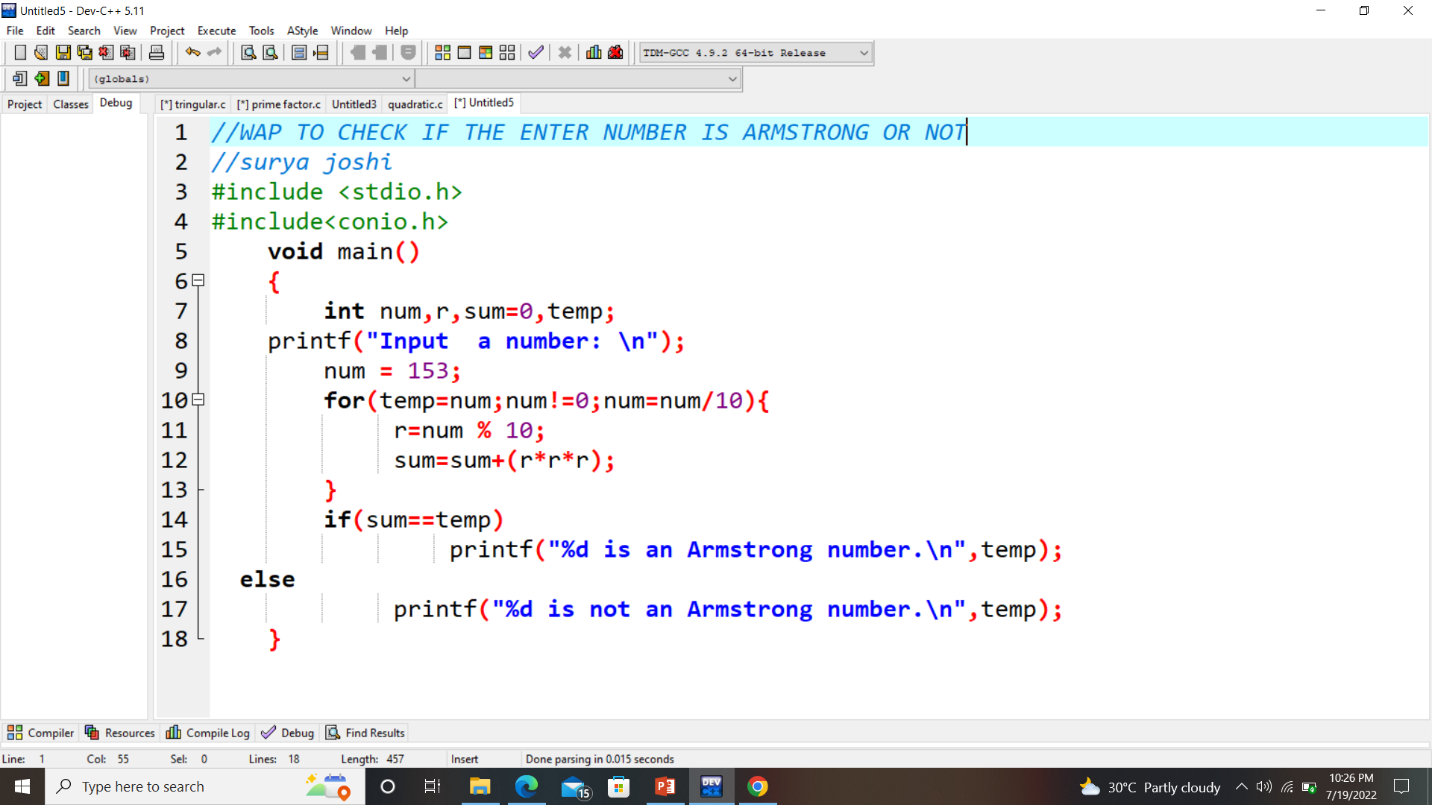 Untitled5 - Dev-C++ 5.11
File Edit Search View Project Execute Tools AStyle Window Help
TDM-GCC 4.9.2 64-bit Release
(globals)
Project Classes Debug [*] tringular.c [*] prime factor.c Untitled3 quadratic.c [*] Untitled5
1 //WAP TO CHECK IF THE ENTER NUMBER IS ARMSTRONG OR NOT
2 //surya joshi
3 #include <stdio.h>
4 #include<conio.h>
5 void main()
6 {
7 int num,r,sum=0,temp;
8 printf("Input  a number: \n");
9 num = 153;
10 for(temp=num;num!=0;num=num/10){
11 r=num % 10;
12 sum=sum+(r*r*r);
13 }
14 if(sum==temp)
15 printf("%d is an Armstrong number.\n",temp);
16 else
17 printf("%d is not an Armstrong number.\n",temp);
18 }
Compiler Resources Compile Log Debug Find Results
Line: 1 Col: 55 Sel: 0 Lines: 18 Length: 457 Insert Done parsing in 0.015 seconds
Type here to search 15 DEV 30°C Partly cloudy 10:26 PM
7/19/2022